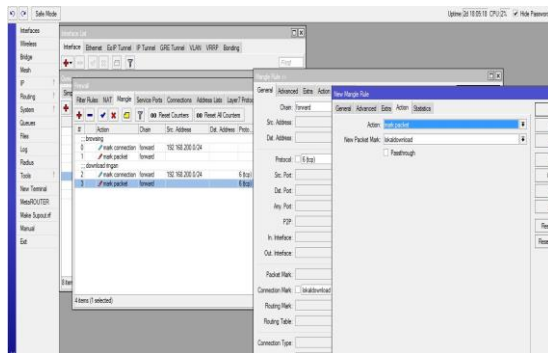 Safe Mode
Uptime: 2d 18:05:18 CPU:2% Hide Passwords
Interfaces
Wireless
Bridge
Mesh
IP
Routing
System
Queues
Files
Log
Radius
Tools
New Terminal
MetaROUTER
Make Supout.rif
Manual
Exit
Interface List
Interface Ethernet EoIP Tunnel IP Tunnel GRE Tunnel VLAN VRRP Bonding
Find
Firewall
Filter Rules NAT Mangle Service Ports Connections Address Lists Layer7 Protoc
Reset Counters Reset All Counters
# Action Chain Src. Address Dst. Address Proto
::: browsing
0 mark connection forward 192.168.200.0/24
1 mark packet forward
::: download ringan
2 mark connection forward 192.168.200.0/24 6 (tcp)
3 mark packet forward 6 (tcp)
4 items (1 selected)
Mangle Rule <>
General Advanced Extra Action
Chain: forward
Src. Address:
Dst. Address:
Protocol: 6 (tcp)
Src. Port:
Dst. Port:
Any. Port:
P2P:
In. Interface:
Out. Interface:
Packet Mark:
Connection Mark: lokaldownload
Routing Mark:
Routing Table:
Connection Type:
New Mangle Rule
General Advanced Extra Action Statistics
Action: mark packet
New Packet Mark: lokaldownload
Passthrough